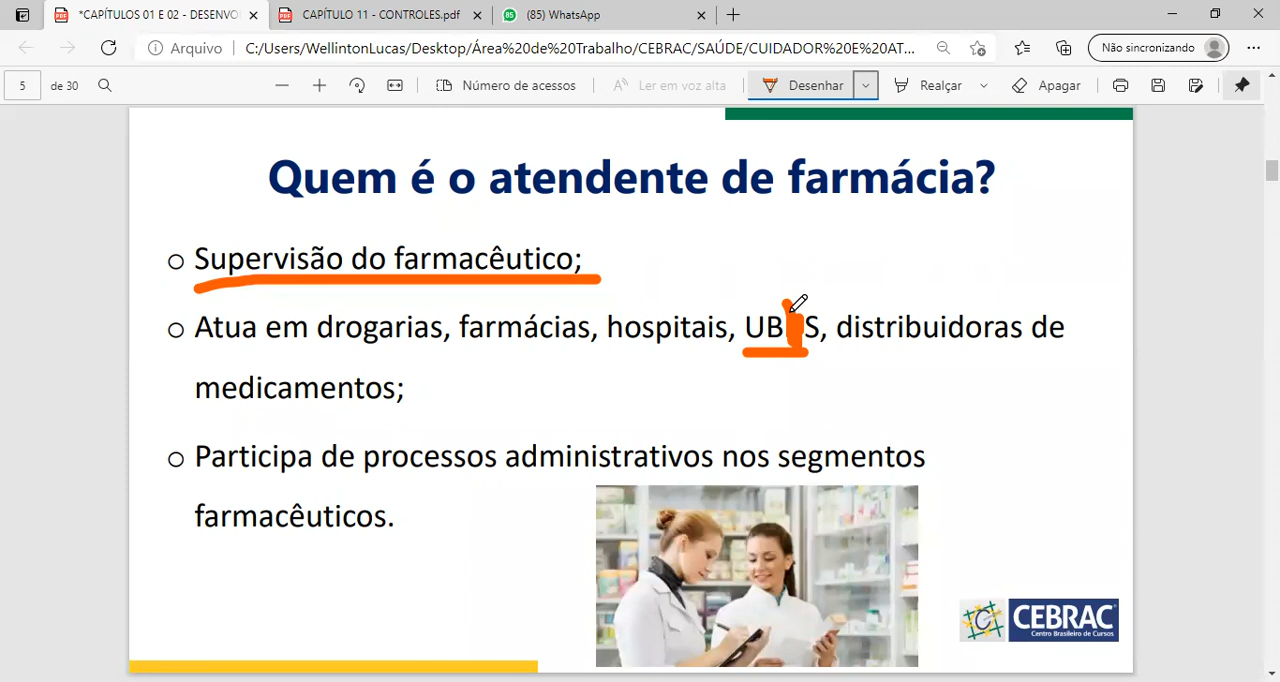 *CAPÍTULOS 01 E 02 - DESENVO
CAPÍTULO 11 - CONTROLES.pdf
(85) WhatsApp
Arquivo
C:/Users/WellintonLucas/Desktop/Área%20de%20Trabalho/CEBRAC/SAÚDE/CUIDADOR%20E%20AT...
Não sincronizando
5
de 30
Número de acessos
Ler em voz alta
Desenhar
Realçar
Apagar
Quem é o atendente de farmácia?
Supervisão do farmacêutico;
Atua em drogarias, farmácias, hospitais, UB S, distribuidoras de
medicamentos;
Participa de processos administrativos nos segmentos
farmacêuticos.
CEBRAC
Centro Brasileiro de Cursos